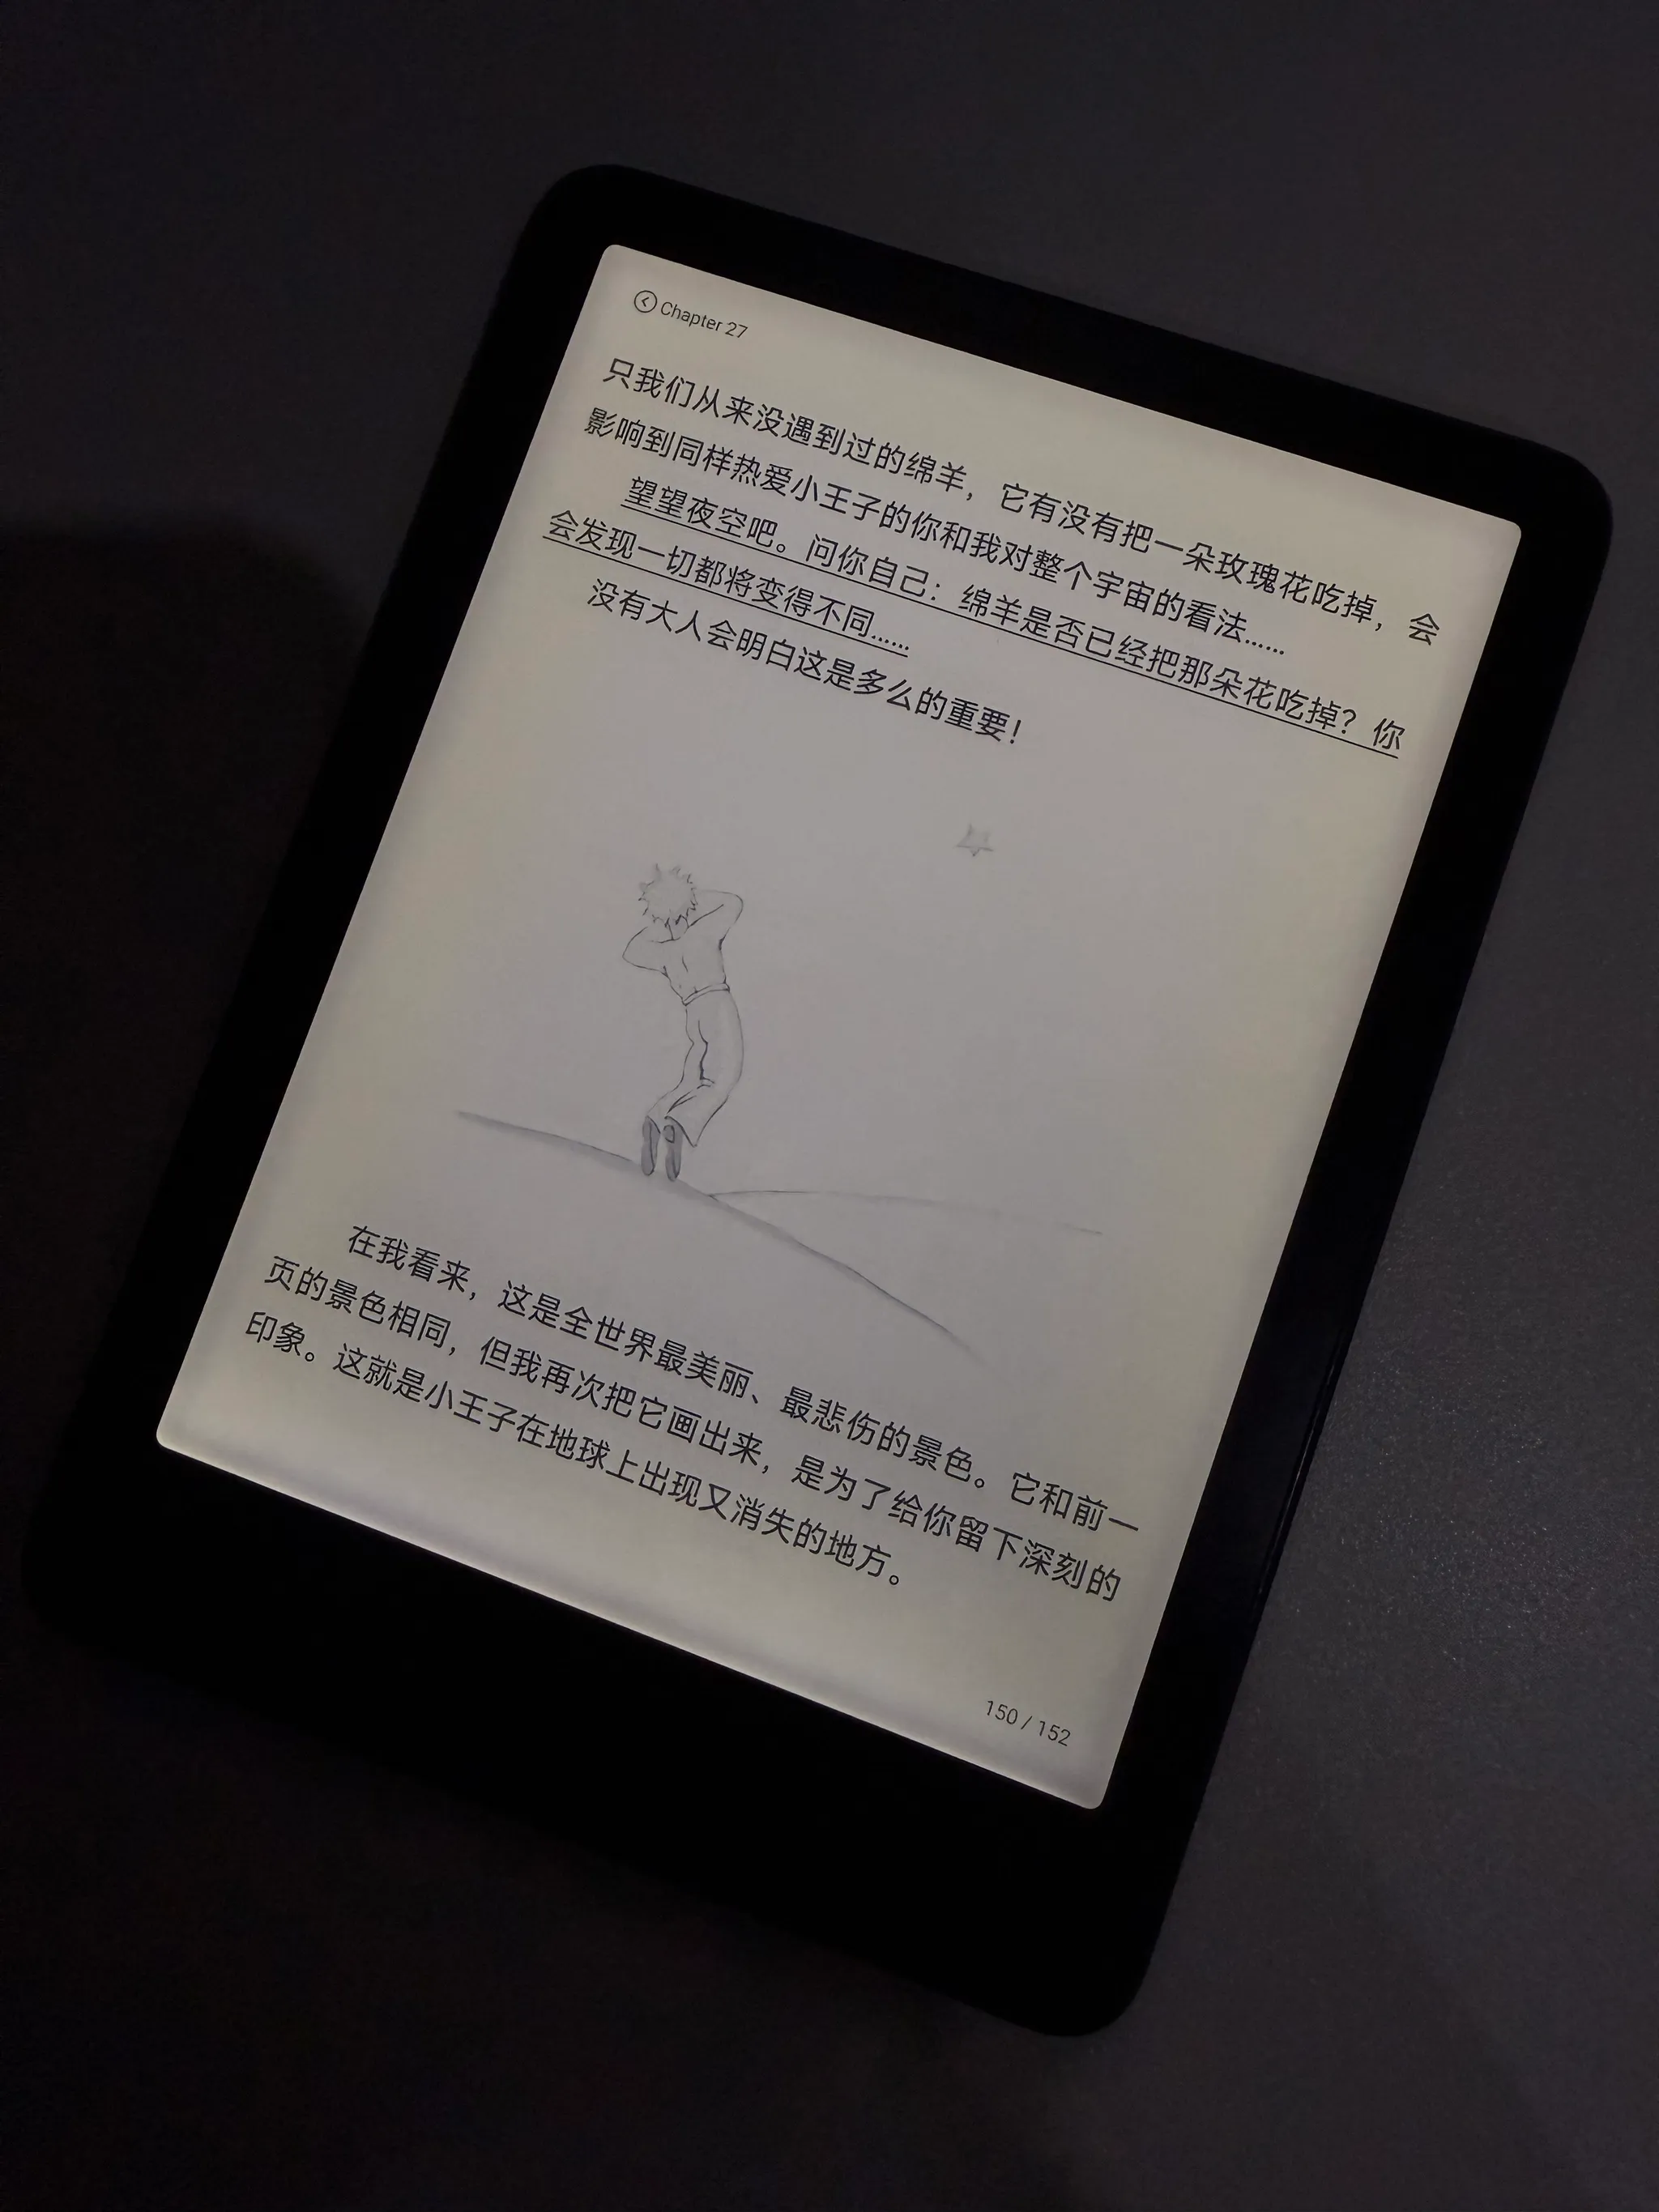 Chapter 27
只我们从来没遇到过的绵羊，它有没有把一朵玫瑰花吃掉，会
影响到同样热爱小王子的你和我对整个宇宙的看法……
望望夜空吧。问你自己：绵羊是否已经把那朵花吃掉？你
会发现一切都将变得不同……
没有大人会明白这是多么的重要！
在我看来，这是全世界最美丽、最悲伤的景色。它和前一
页的景色相同，但我再次把它画出来，是为了给你留下深刻的
印象。这就是小王子在地球上出现又消失的地方。
150 / 152